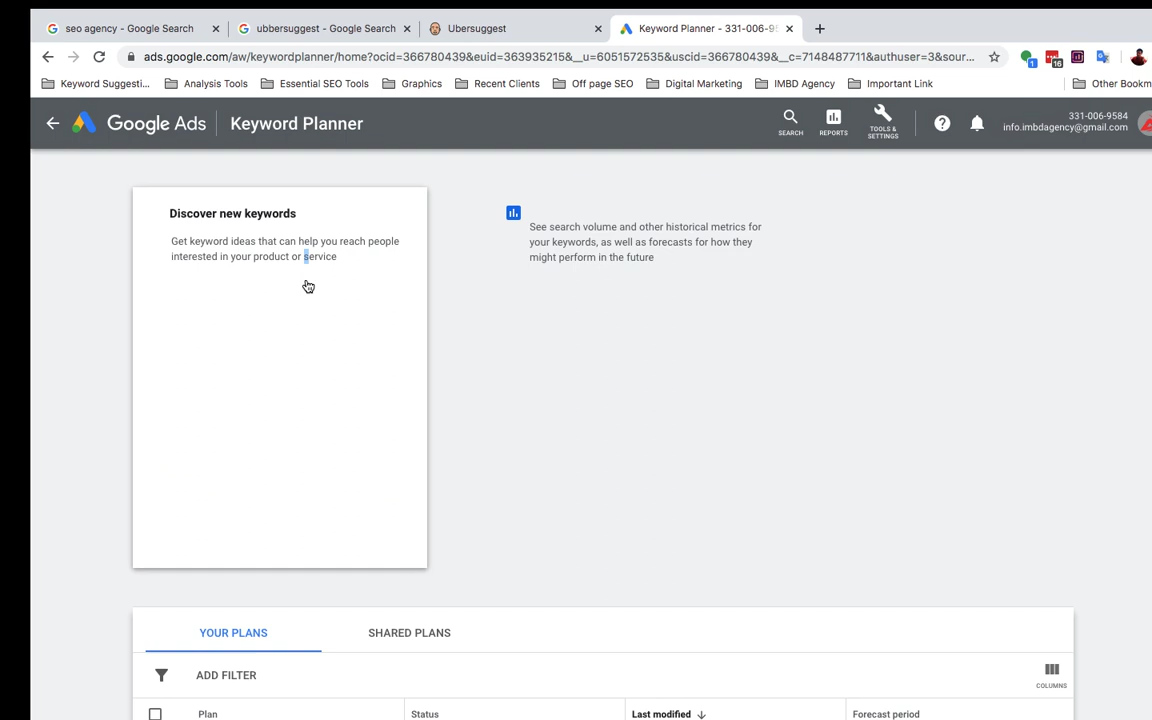 seo agency - Google Search
ubbersuggest - Google Search
Ubersuggest
Keyword Planner - 331-006-95
ads.google.com/aw/keywordplanner/home?ocid=366780439&euid=363935215&__u=6051572535&uscid=366780439&__c=7148487711&authuser=3&sour...
1
16
Keyword Suggesti...
Analysis Tools
Essential SEO Tools
Graphics
Recent Clients
Off page SEO
Digital Marketing
IMBD Agency
Important Link
Other Bookm
Google Ads
Keyword Planner
SEARCH
REPORTS
TOOLS &
SETTINGS
331-006-9584
info.imbdagency@gmail.com
Discover new keywords
Get keyword ideas that can help you reach people
interested in your product or service
See search volume and other historical metrics for
your keywords, as well as forecasts for how they
might perform in the future
YOUR PLANS
SHARED PLANS
ADD FILTER
COLUMNS
Plan
Status
Last modified
Forecast period